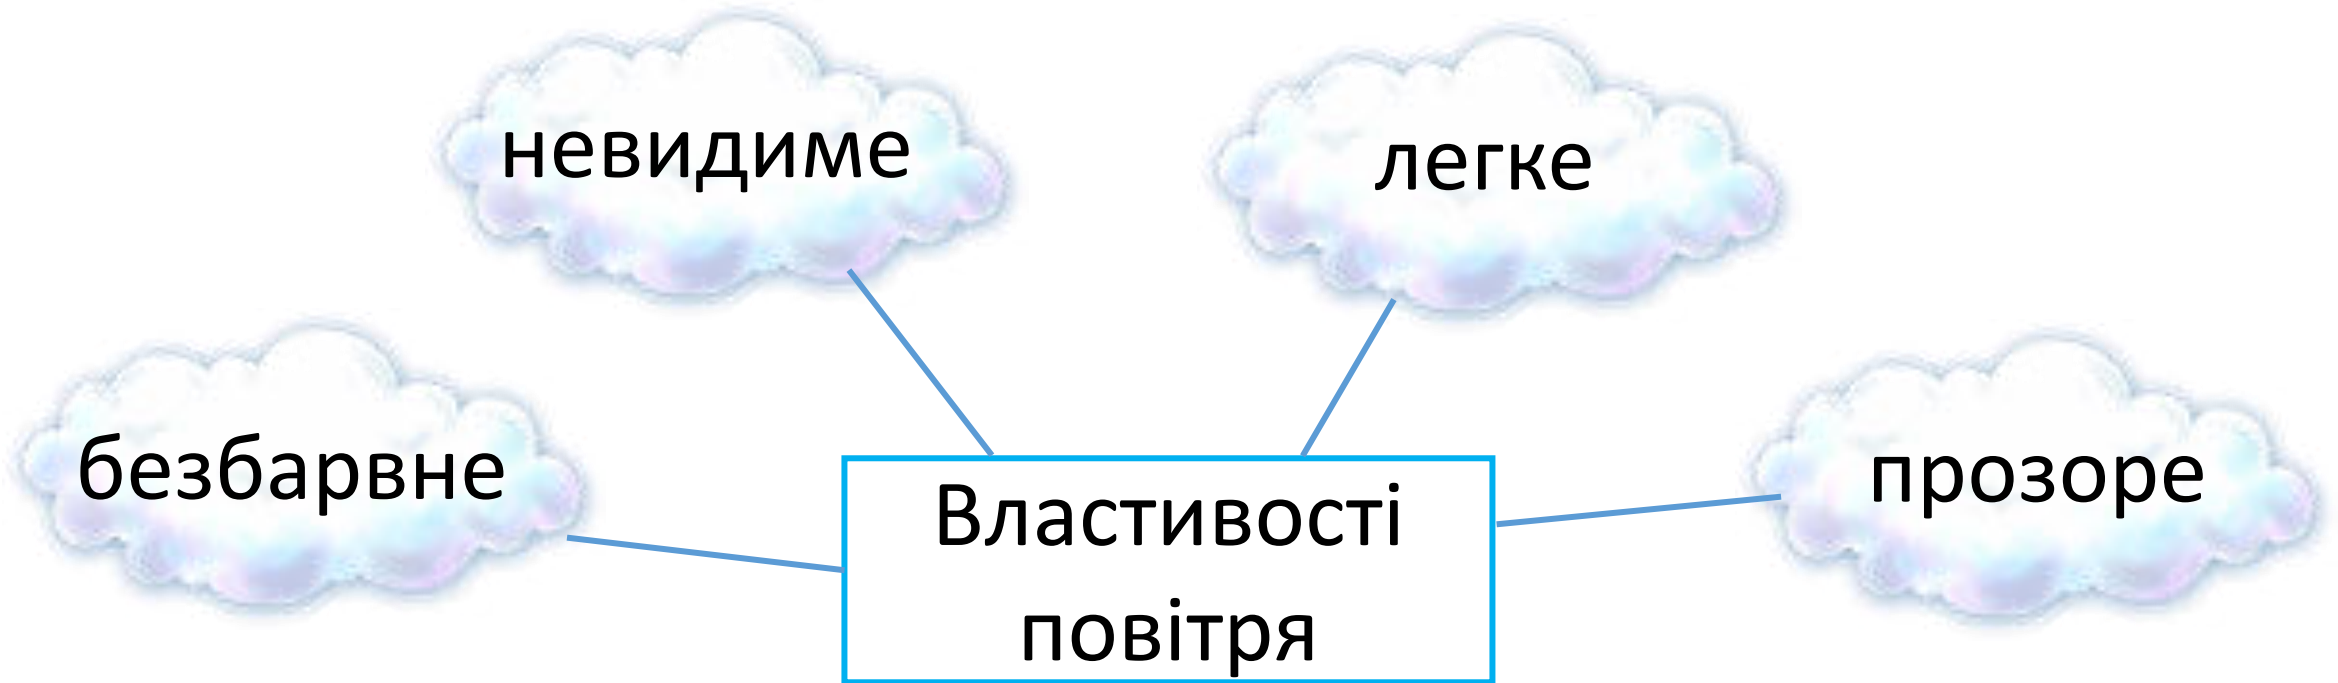 невидиме
легке
безбарвне
прозоре
Властивості
повітря